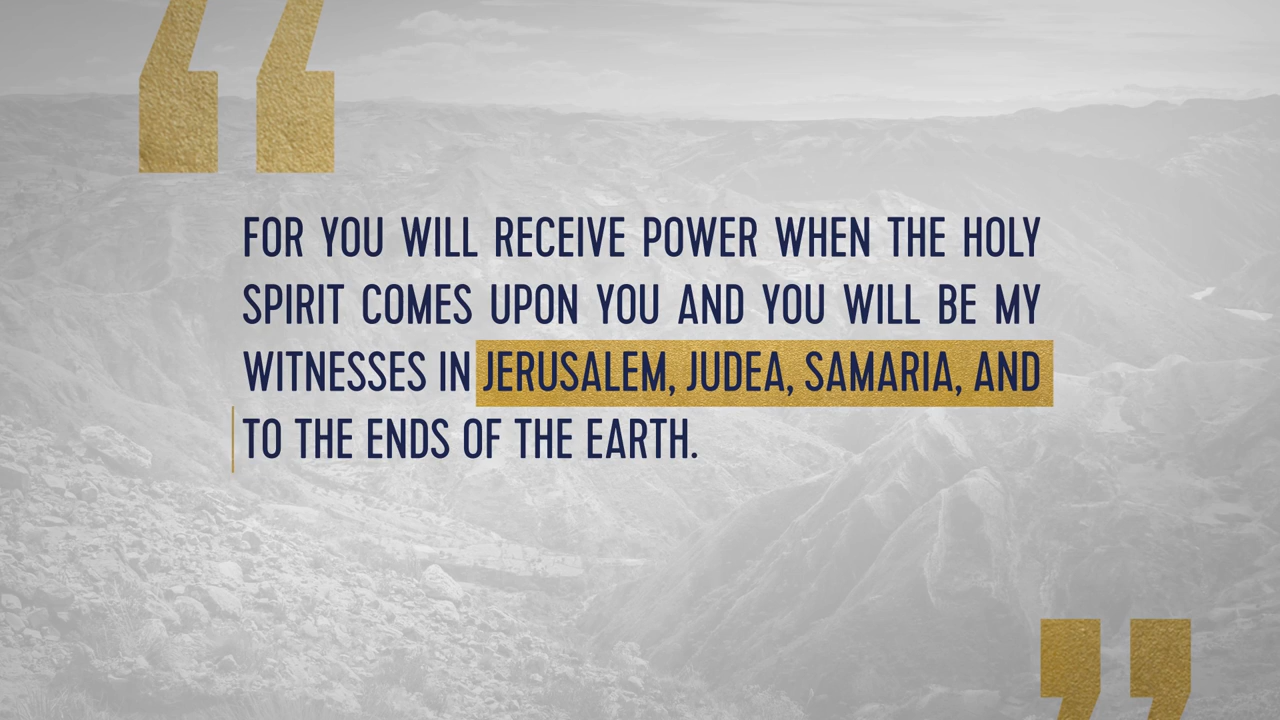 “
FOR YOU WILL RECEIVE POWER WHEN THE HOLY
SPIRIT COMES UPON YOU AND YOU WILL BE MY
WITNESSES IN JERUSALEM, JUDEA, SAMARIA, AND
TO THE ENDS OF THE EARTH.
”